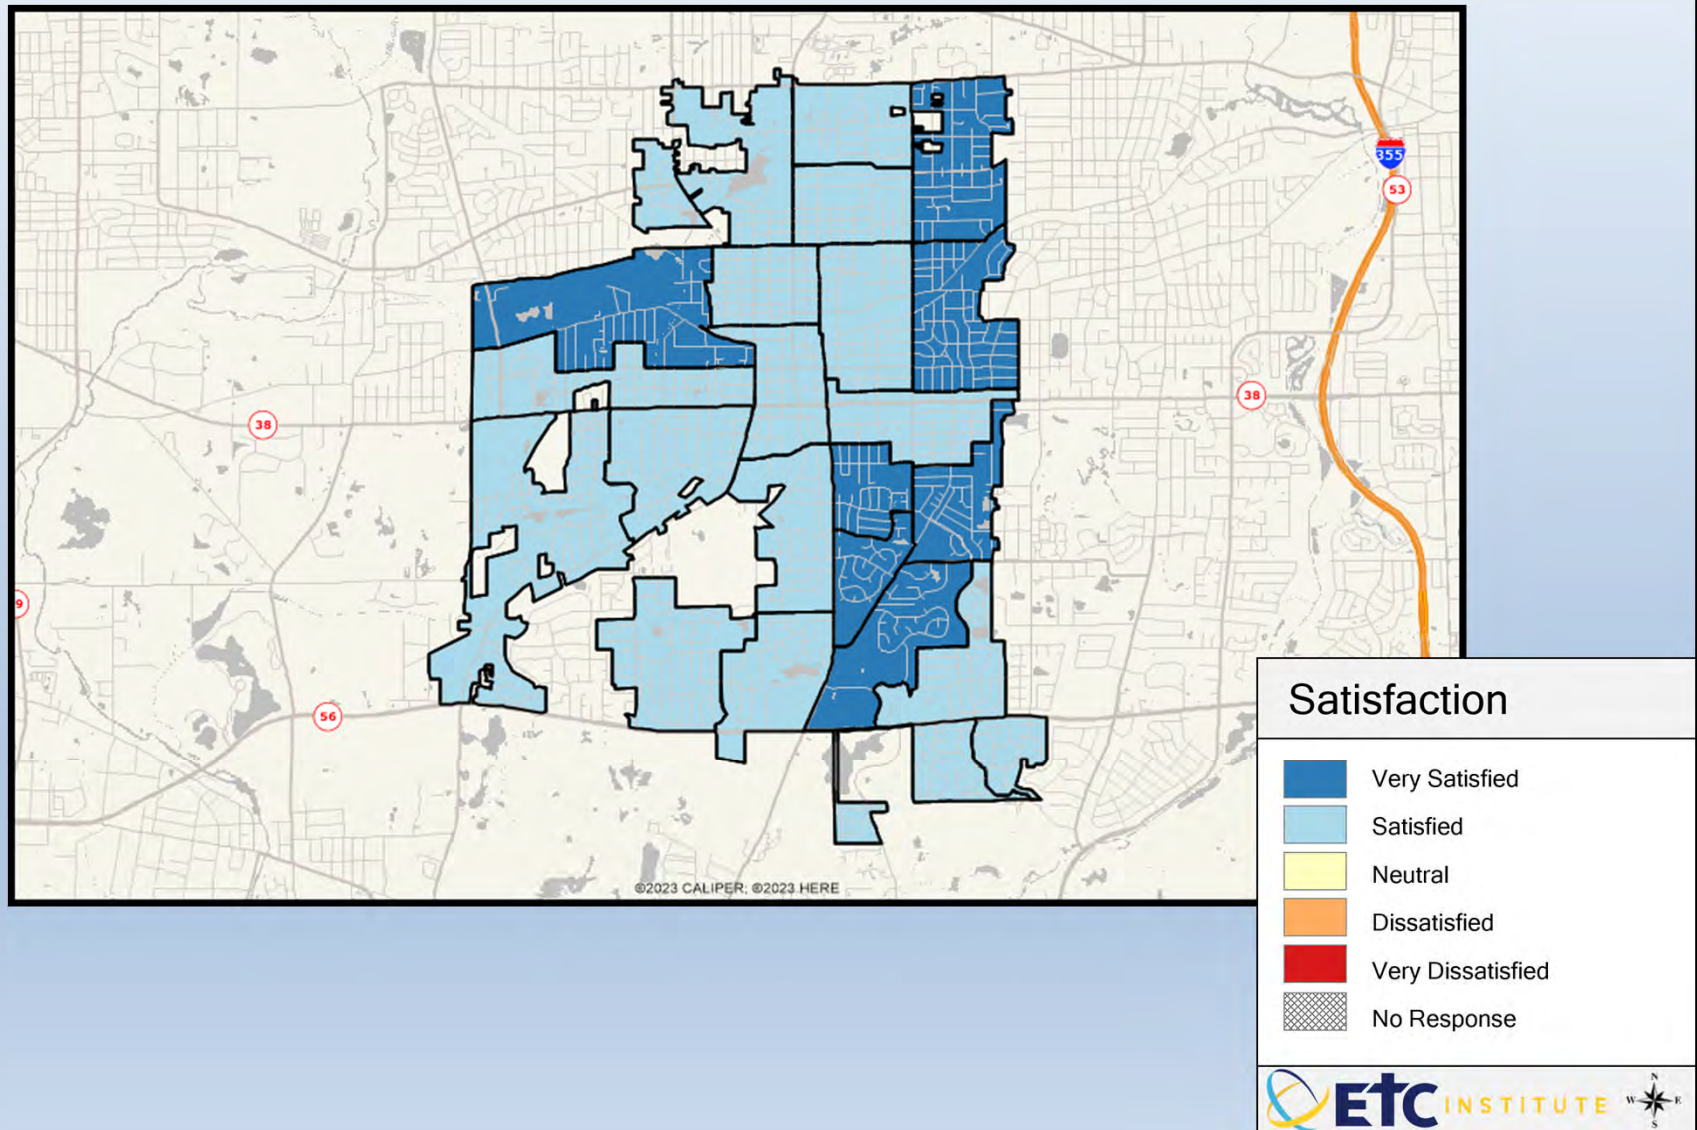 355
53
38
38
9
56
©2023 CALIPER; ©2023 HERE
Satisfaction
Very Satisfied
Satisfied
Neutral
Dissatisfied
Very Dissatisfied
No Response
ETC INSTITUTE
N
W E
S